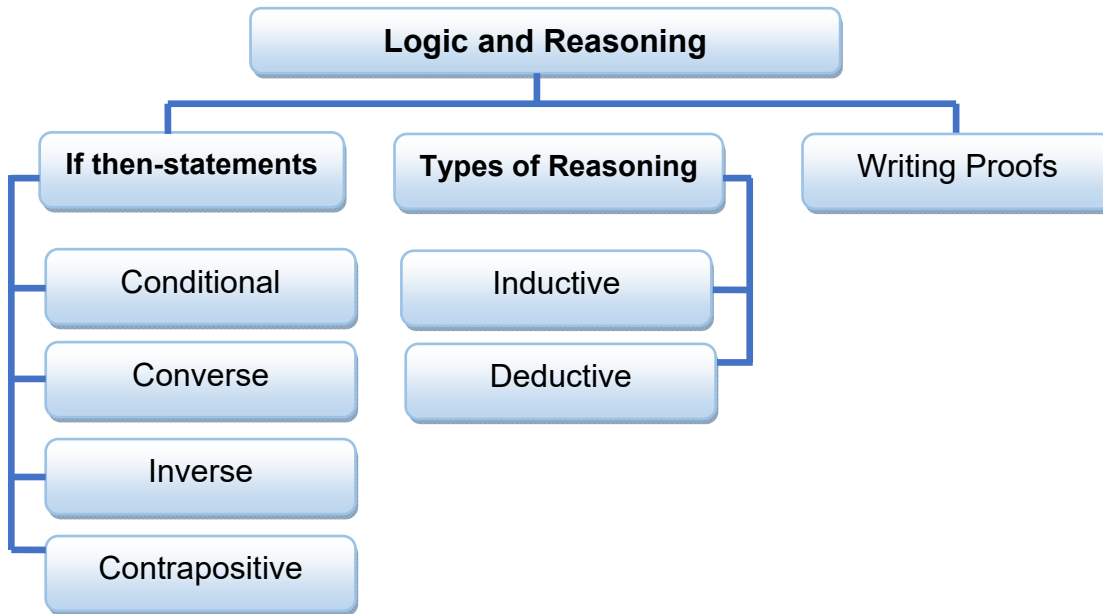 Logic and Reasoning
If then-statements
Types of Reasoning
Writing Proofs
Conditional
Converse
Inverse
Contrapositive
Inductive
Deductive